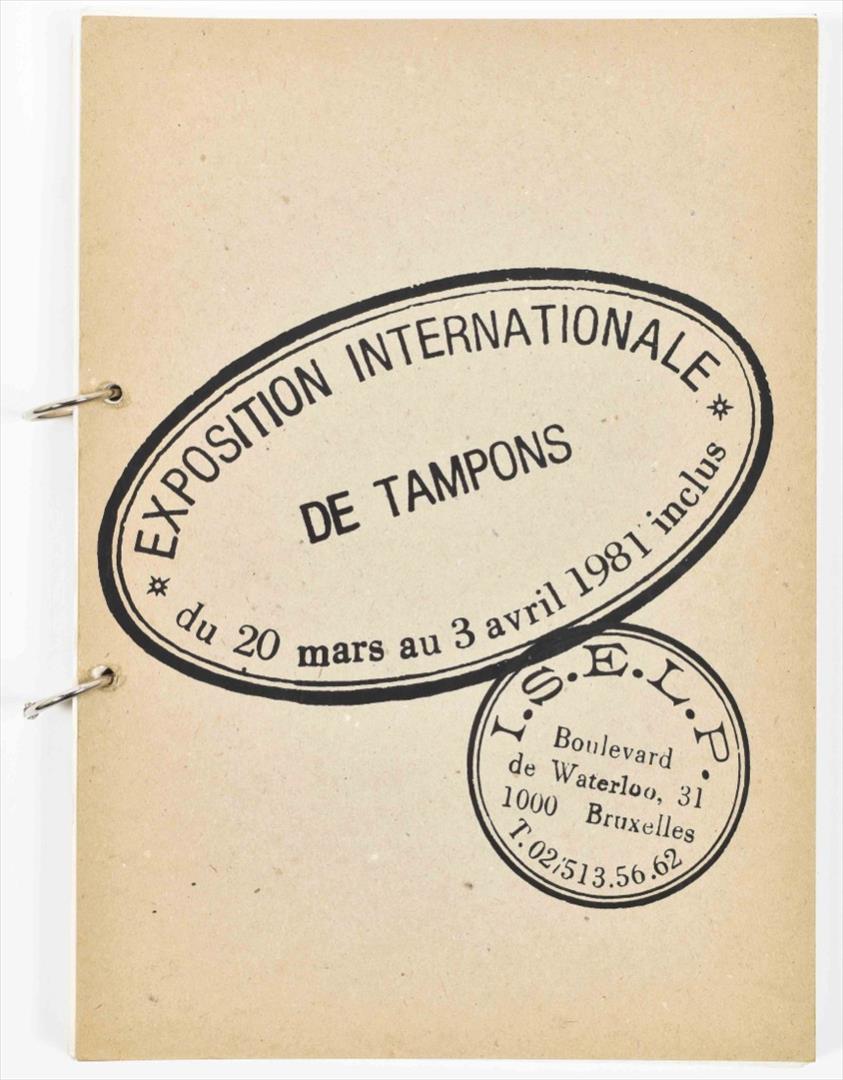 EXPOSITION INTERNATIONALE
DE TAMPONS
du 20 mars au 3 avril 1981 inclus
I.S.E.L.P.
Boulevard
de Waterloo, 31
1000 Bruxelles
T.02/513.56.62